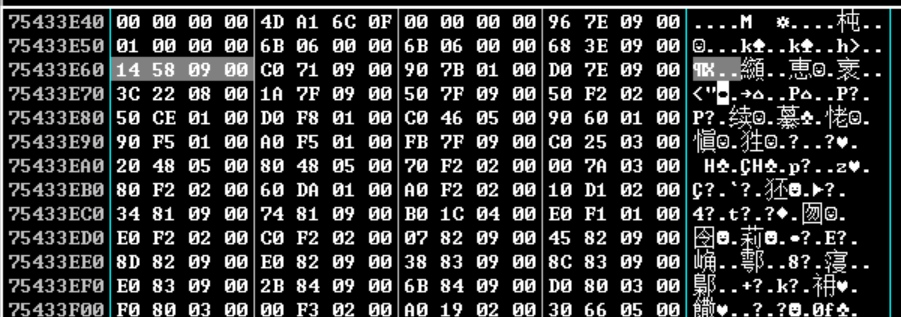 75433E40 00 00 00 00 4D A1 6C 0F 00 00 00 00 96 7E 09 00 ....M ☼....杶..
75433E50 01 00 00 00 6B 06 00 00 6B 06 00 00 68 3E 09 00 ☺...k♠..k♠..h>..
75433E60 14 58 09 00 C0 71 09 00 90 7B 01 00 D0 7E 09 00 ¶X..纐..恵☺.衺..
75433E70 3C 22 08 00 1A 7F 09 00 50 7F 09 00 50 F2 02 00 <"◘.→⌂..P⌂..P?.
75433E80 50 CE 01 00 D0 F8 01 00 C0 46 05 00 90 60 01 00
75433E90 90 F5 01 00 A0 F5 01 00 FB 7F 09 00 C0 25 03 00
75433EA0 20 48 05 00 80 48 05 00 70 F2 02 00 00 7A 03 00 H♣.ÇH♣.p?..z♥.
75433EB0 80 F2 02 00 60 DA 01 00 A0 F2 02 00 10 D1 02 00
75433EC0 34 81 09 00 74 81 09 00 B0 1C 04 00 E0 F1 01 00
75433ED0 E0 F2 02 00 C0 F2 02 00 07 82 09 00 45 82 09 00
75433EE0 8D 82 09 00 E0 82 09 00 38 83 09 00 8C 83 09 00
75433EF0 E0 83 09 00 2B 84 09 00 6B 84 09 00 D0 80 03 00
75433F00 F0 80 03 00 00 F3 02 00 A0 19 02 00 30 66 05 00